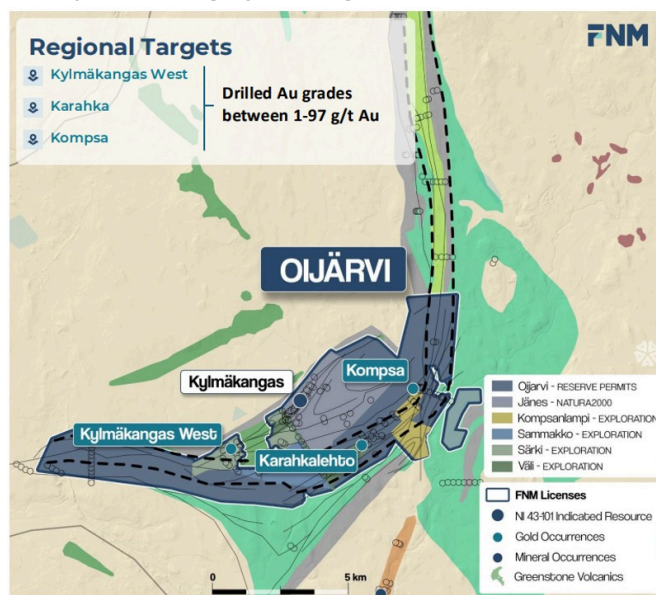 Regional Targets
FNM
Kylmäkangas West
Karahka
Kompsa
Drilled Au grades
between 1-97 g/t Au
OIJÄRVI
Kylmäkangas
Kompsa
Kylmäkangas West
Karahkalehto
Oijarvi - RESERVE PERMITS
Jänes - NATURA2000
Kompsanlampi - EXPLORATION
Sammakko - EXPLORATION
Särki - EXPLORATION
Väli - EXPLORATION
FNM Licenses
NI 43-101 Indicated Resource
Gold Occurrences
Mineral Occurrences
Greenstone Volcanics
0 5 km